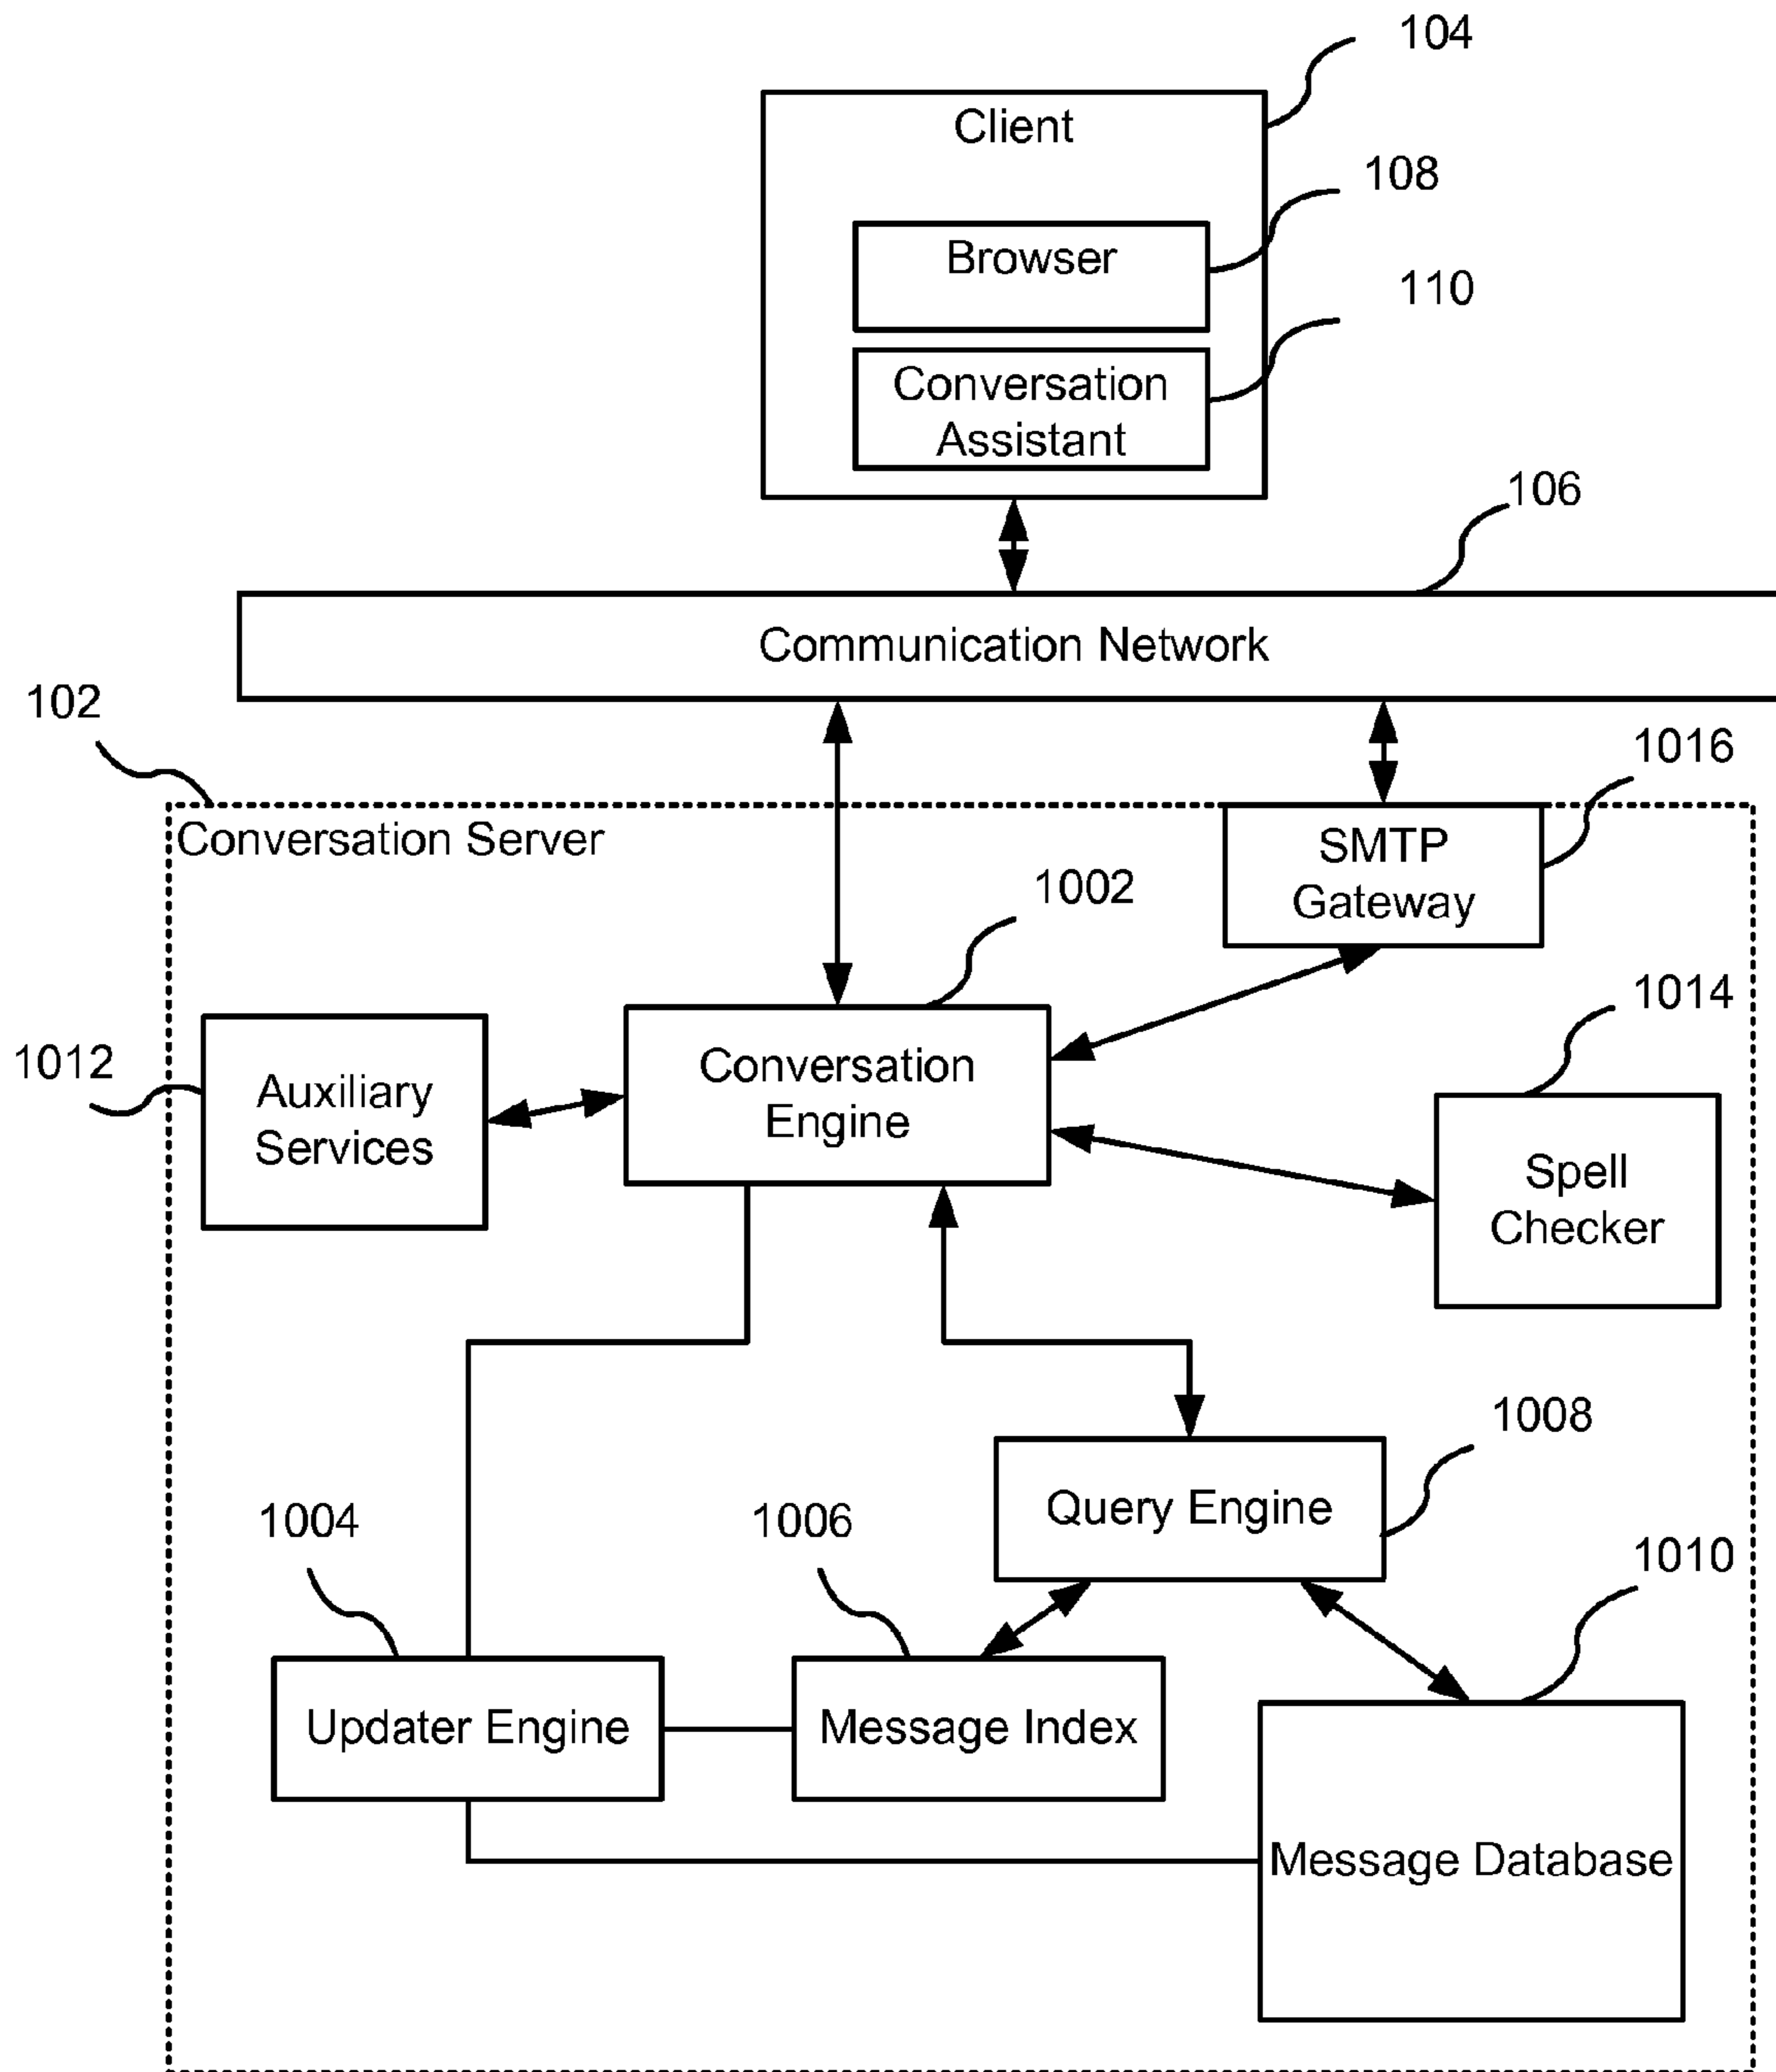 104
Client
108
Browser
110
Conversation
Assistant
106
Communication Network
102
1016
Conversation Server
SMTP
Gateway
1002
1014
1012
Auxiliary
Services
Conversation
Engine
Spell
Checker
1008
Query Engine
1004
1006
1010
Updater Engine
Message Index
Message Database